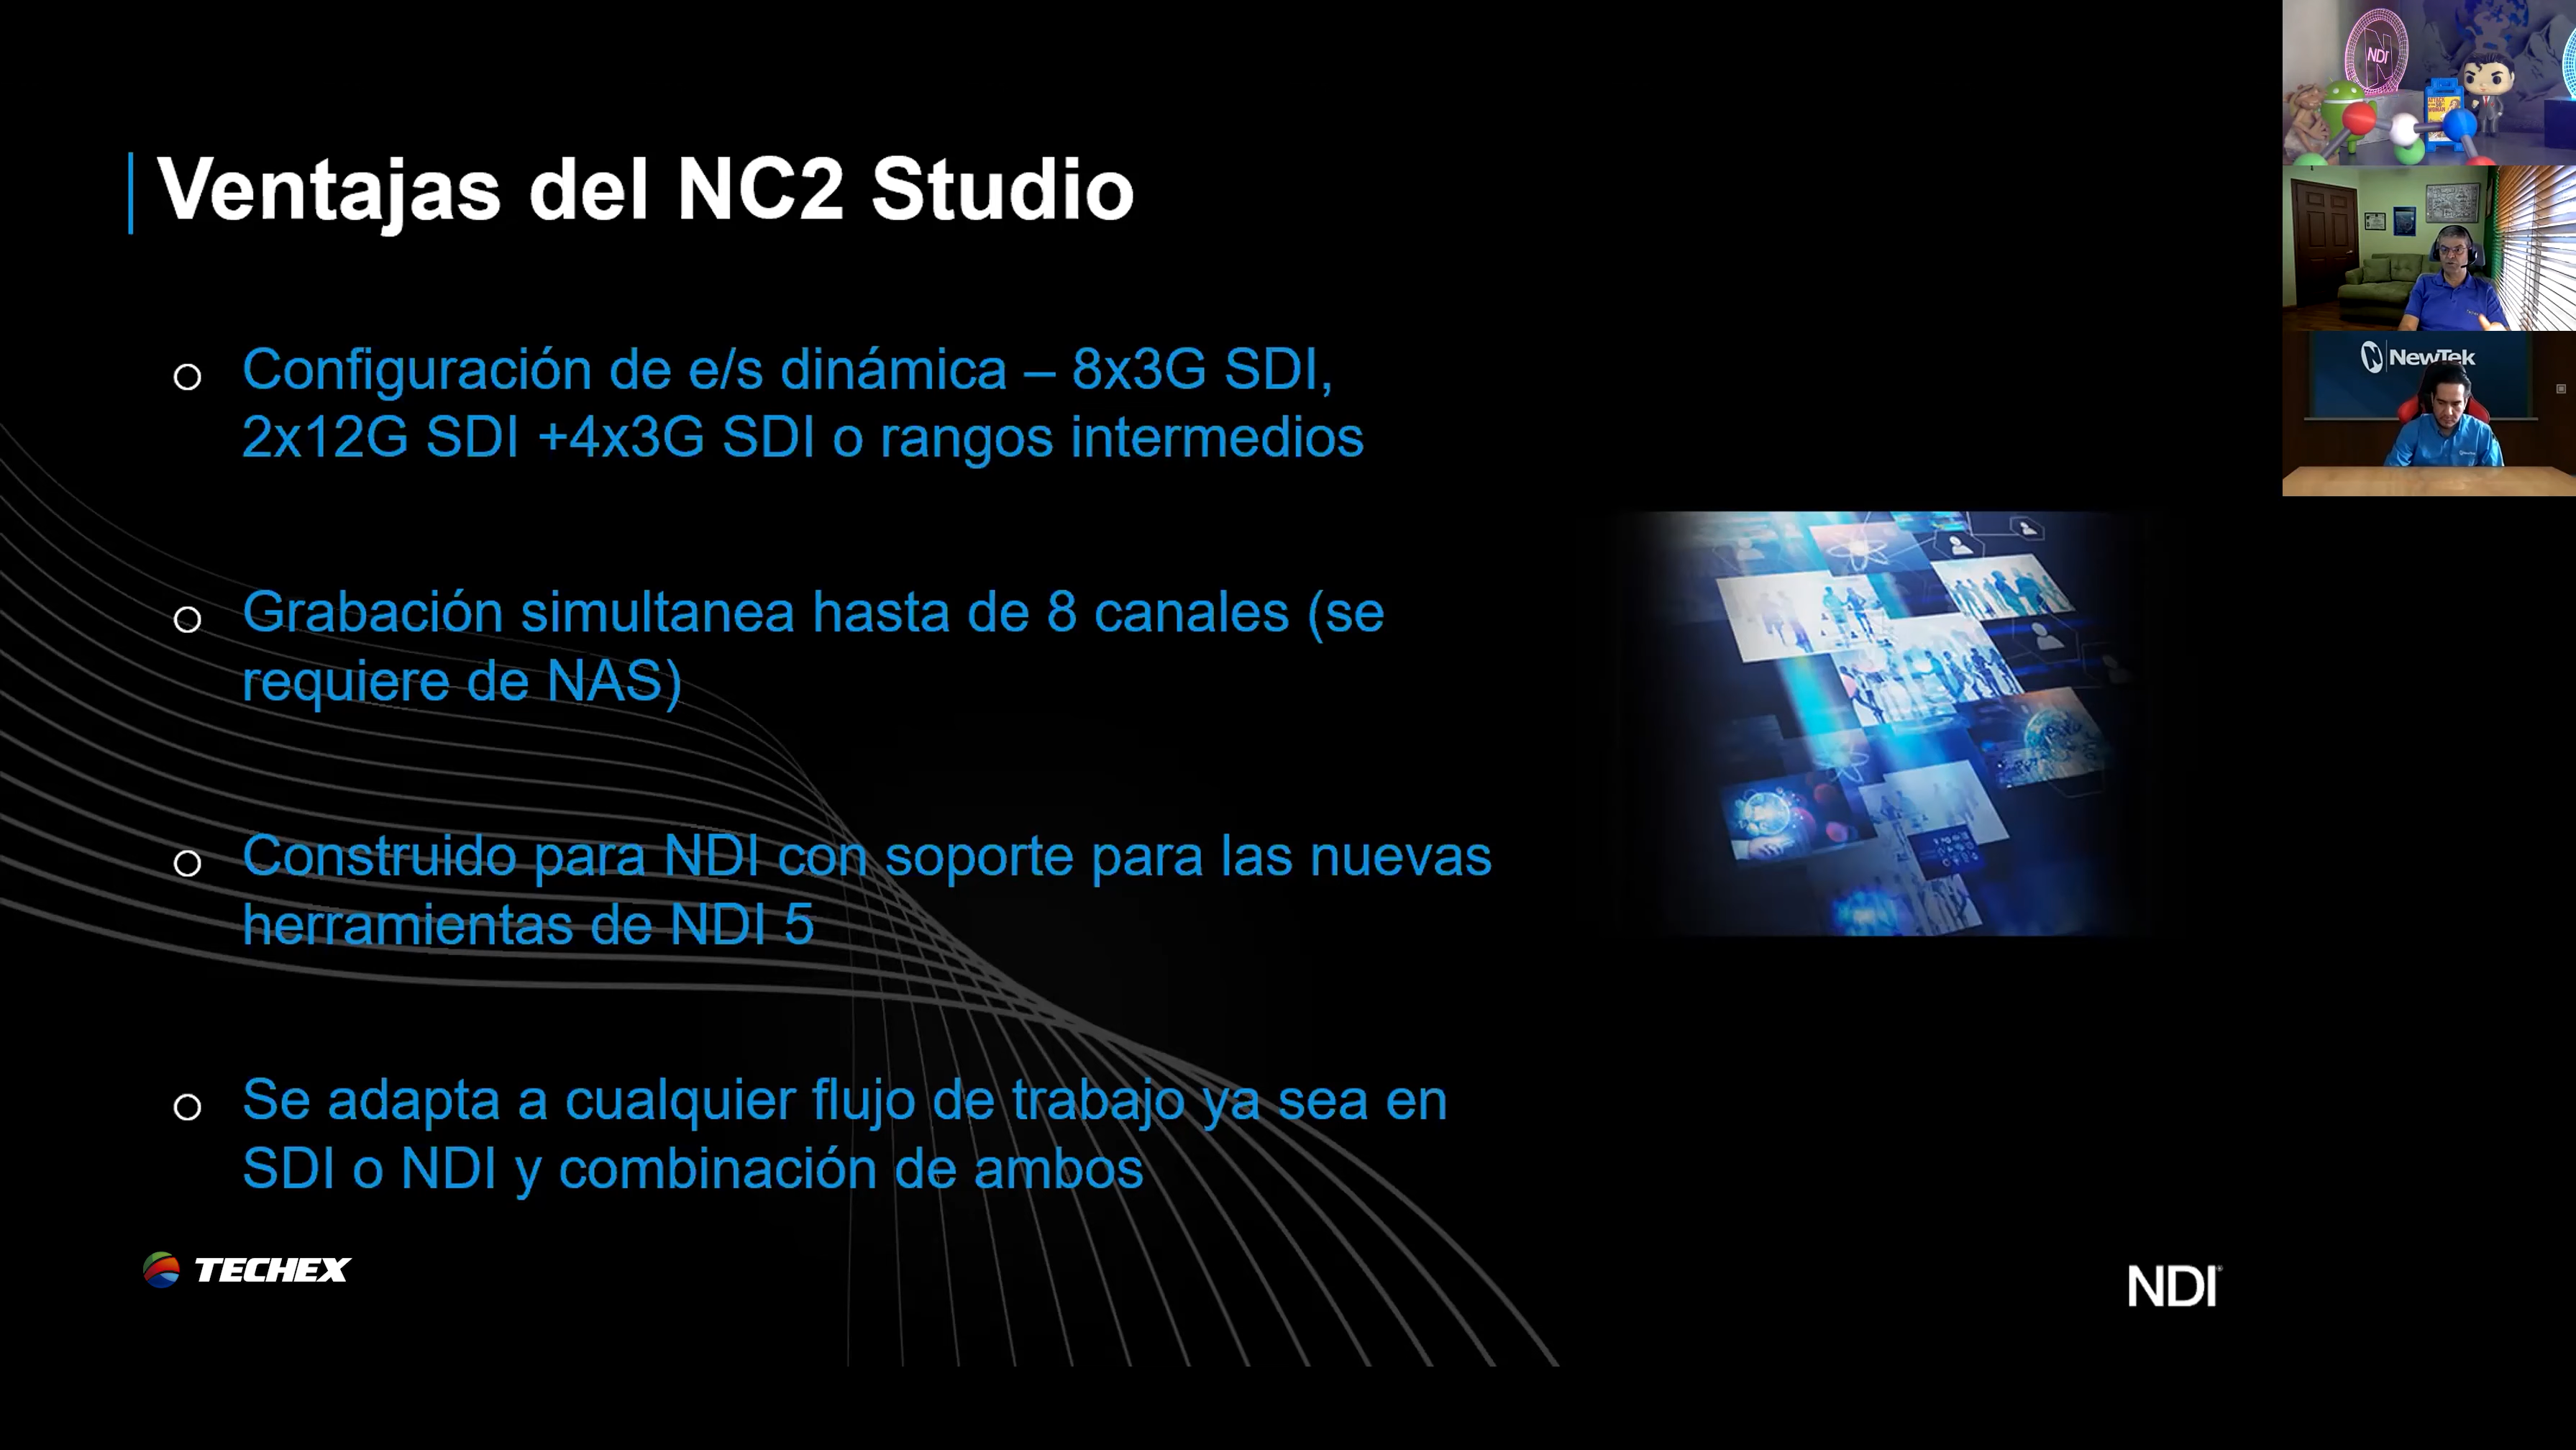 Ventajas del NC2 Studio
Configuración de e/s dinámica – 8x3G SDI,
2x12G SDI +4x3G SDI o rangos intermedios
Grabación simultanea hasta de 8 canales (se
requiere de NAS)
Construido para NDI con soporte para las nuevas
herramientas de NDI 5
Se adapta a cualquier flujo de trabajo ya sea en
SDI o NDI y combinación de ambos
TECHEX
NDI
NDI
NewTek